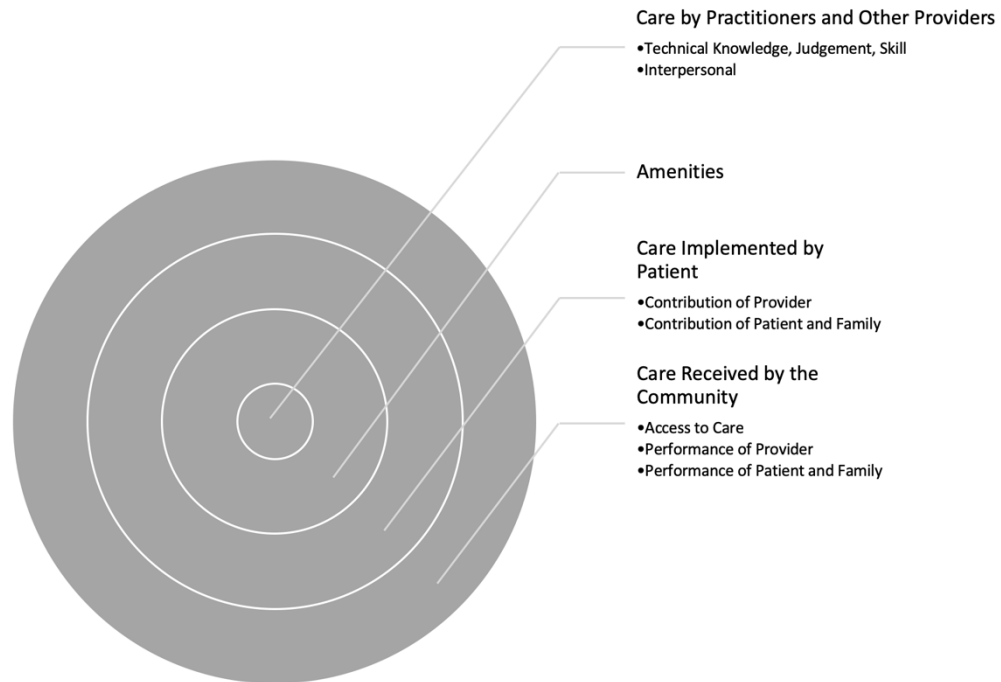 Care by Practitioners and Other Providers
•Technical Knowledge, Judgement, Skill
•Interpersonal
Amenities
Care Implemented by
Patient
•Contribution of Provider
•Contribution of Patient and Family
Care Received by the
Community
•Access to Care
•Performance of Provider
•Performance of Patient and Family